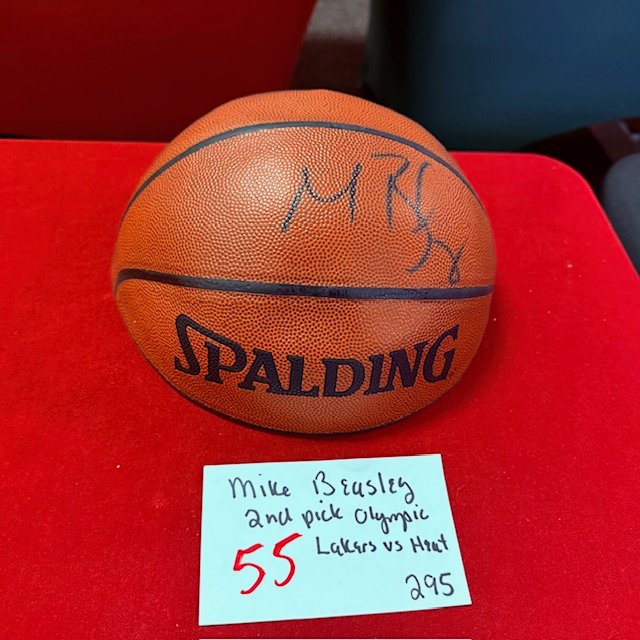 M B
SPALDING
Mike Beasley
2nd pick Olympic
55 Lakers vs Heat
295